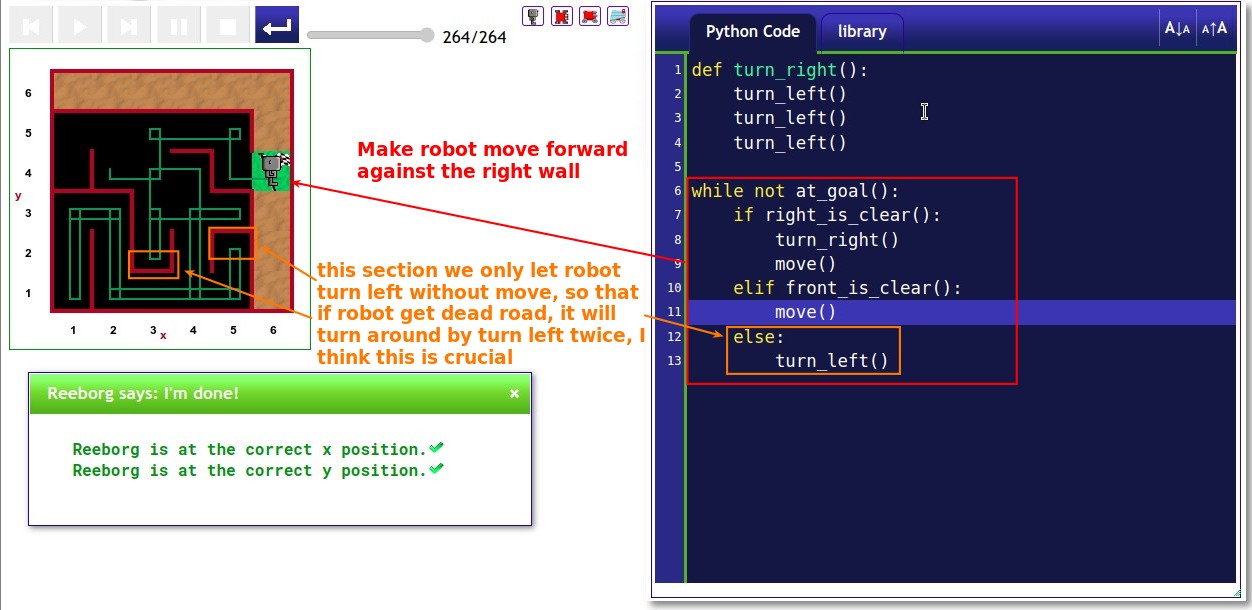 264/264
6
5
4
y
3
2
1
1 2 3 x 4 5 6
Make robot move forward
against the right wall
this section we only let robot
turn left without move, so that
if robot get dead road, it will
turn around by turn left twice, I
think this is crucial
Reeborg says: I'm done!
×
Reeborg is at the correct x position.
Reeborg is at the correct y position.
Python Code
library
A↓A A↑A
1 def turn_right():
2     turn_left()
3     turn_left()
4     turn_left()
5
6 while not at_goal():
7     if right_is_clear():
8         turn_right()
9         move()
10     elif front_is_clear():
11         move()
12     else:
13         turn_left()